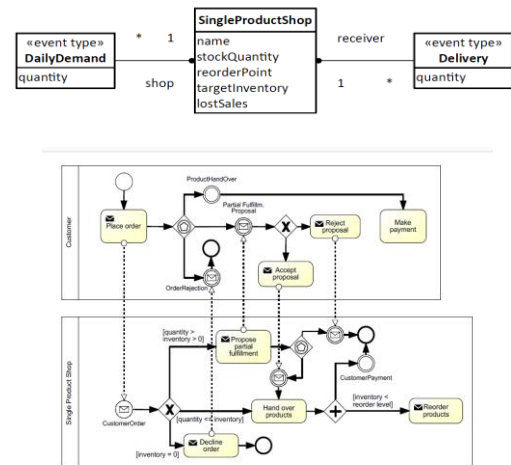 SingleProductShop
name
stockQuantity
reorderPoint
targetInventory
lostSales
«event type»
DailyDemand
quantity
* 1
shop
receiver
1 *
«event type»
Delivery
quantity
Customer
ProductHandOver
Place order
Partial Fulfillm.
Proposal
Reject
proposal
Make
payment
Accept
proposal
OrderRejection
Single Product Shop
[quantity >
inventory > 0]
Propose
partial
fulfillment
CustomerOrder
[quantity <= inventory]
Hand over
products
CustomerPayment
[inventory <
reorder level]
Reorder
products
[inventory = 0]
Decline
order